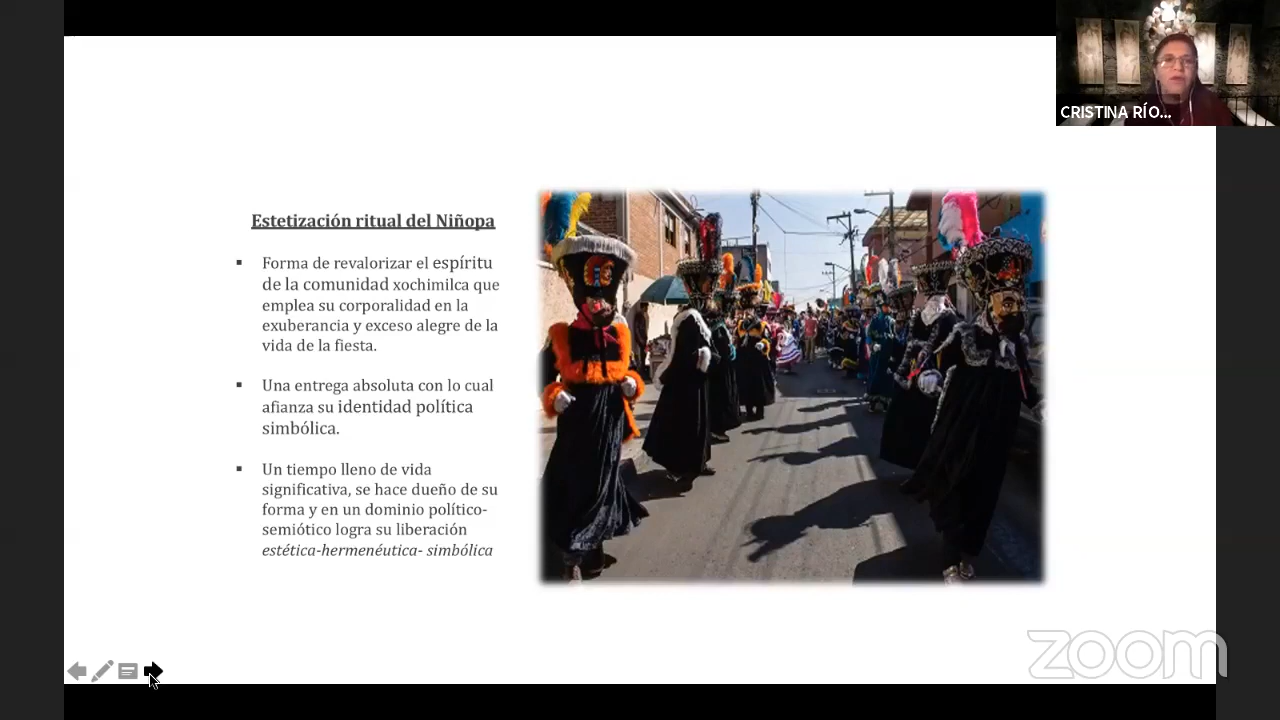 CRISTINA RÍO...
Estetización ritual del Niñopa
▪ Forma de revalorizar el espíritu
de la comunidad xochimilca que
emplea su corporalidad en la
exuberancia y exceso alegre de la
vida de la fiesta.
▪ Una entrega absoluta con lo cual
afianza su identidad política
simbólica.
▪ Un tiempo lleno de vida
significativa, se hace dueño de su
forma y en un dominio político-
semiótico logra su liberación
estética-hermenéutica- simbólica
zoom